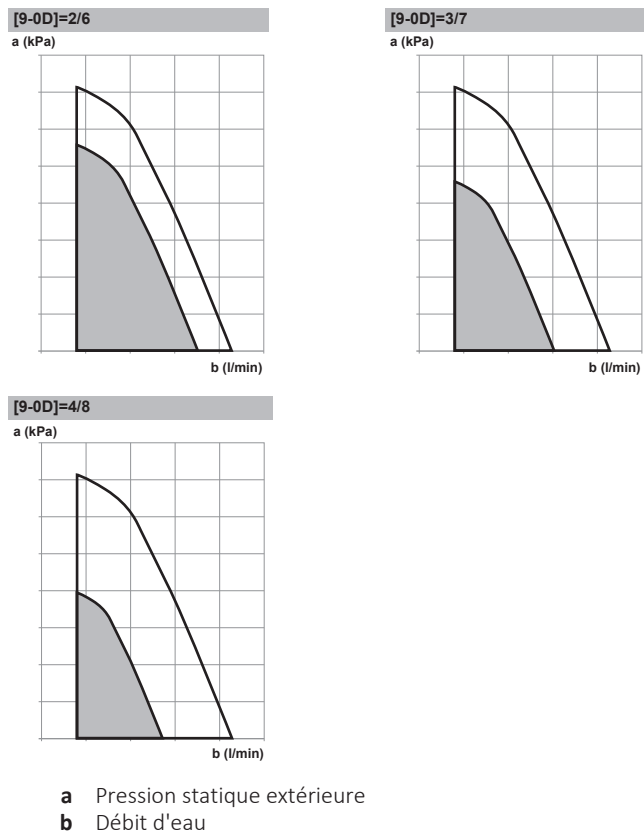 [9-0D]=2/6
a (kPa)
b (l/min)
[9-0D]=3/7
a (kPa)
b (l/min)
[9-0D]=4/8
a (kPa)
b (l/min)
a Pression statique extérieure
b Débit d'eau